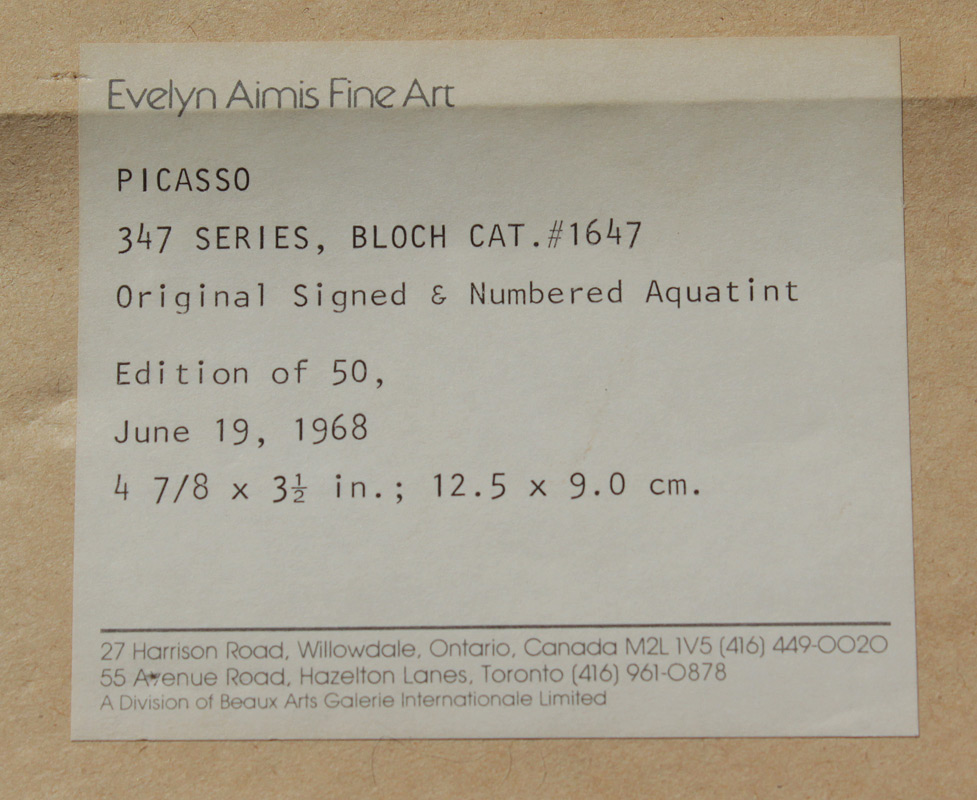 Evelyn Aimis Fine Art
PICASSO
347 SERIES, BLOCH CAT.#1647
Original Signed & Numbered Aquatint
Edition of 50,
June 19, 1968
4 7/8 x 3½ in.; 12.5 x 9.0 cm.
27 Harrison Road, Willowdale, Ontario, Canada M2L 1V5 (416) 449-0020
55 Avenue Road, Hazelton Lanes, Toronto (416) 961-0878
A Division of Beaux Arts Galerie Internationale Limited